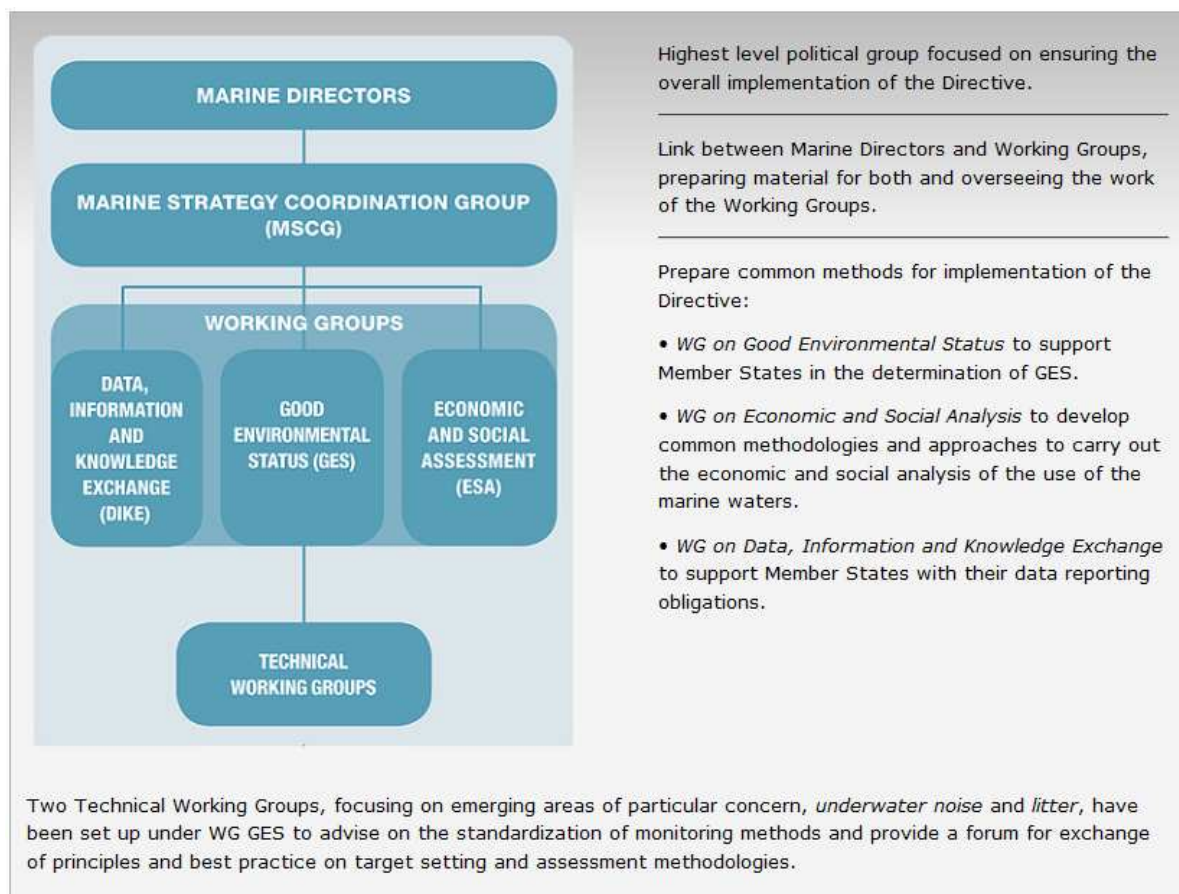 MARINE DIRECTORS
MARINE STRATEGY COORDINATION GROUP
(MSCG)
WORKING GROUPS
DATA,
INFORMATION
AND
KNOWLEDGE
EXCHANGE
(DIKE)
GOOD
ENVIRONMENTAL
STATUS (GES)
ECONOMIC
AND SOCIAL
ASSESSMENT
(ESA)
TECHNICAL
WORKING GROUPS
Highest level political group focused on ensuring the
overall implementation of the Directive.
Link between Marine Directors and Working Groups,
preparing material for both and overseeing the work
of the Working Groups.
Prepare common methods for implementation of the
Directive:
• WG on Good Environmental Status to support
Member States in the determination of GES.
• WG on Economic and Social Analysis to develop
common methodologies and approaches to carry out
the economic and social analysis of the use of the
marine waters.
• WG on Data, Information and Knowledge Exchange
to support Member States with their data reporting
obligations.
Two Technical Working Groups, focusing on emerging areas of particular concern, underwater noise and litter, have
been set up under WG GES to advise on the standardization of monitoring methods and provide a forum for exchange
of principles and best practice on target setting and assessment methodologies.